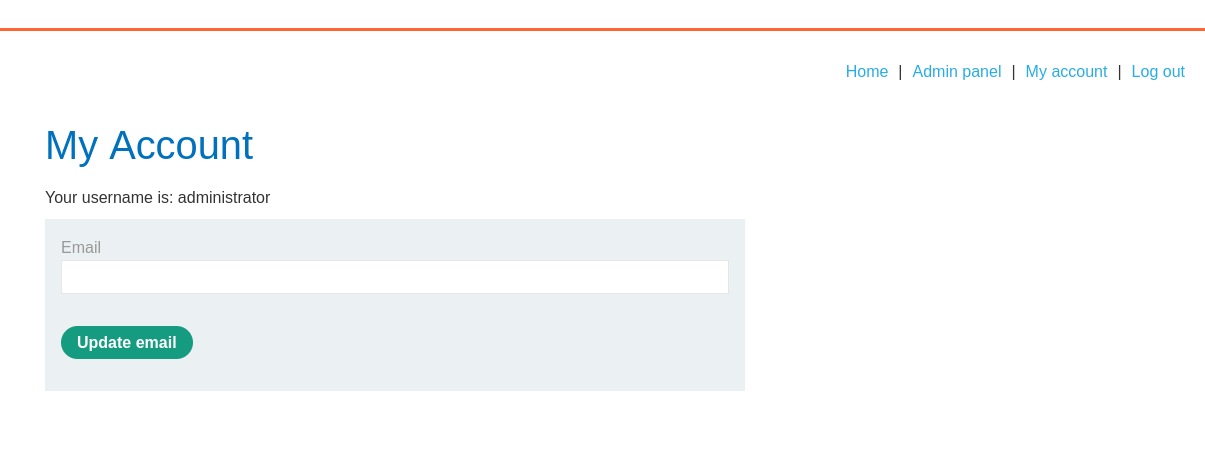 Home | Admin panel | My account | Log out
My Account
Your username is: administrator
Email
Update email